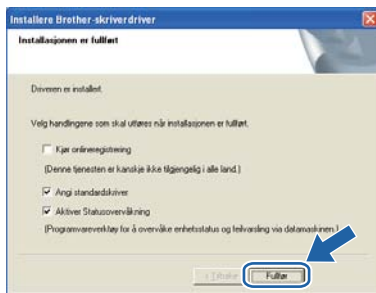 Installere Brother-skriverdriver
Installasjonen er fullført
Driveren er installert.
Velg handlingene som skal utføres når installasjonen er fullført.
Kjør onlineregistering
(Denne tjenesten er kanskje ikke tilgjengelig i alle land.)
Angi standardskriver
Aktiver Statusovervåkning
(Programvareverktøy for å overvåke enhetsstatus og feilvarsling via datamaskinen.)
< Tilbake
Fullfør